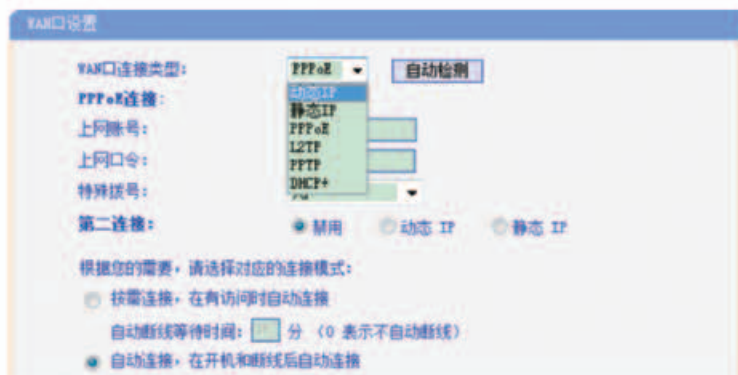 WAN口设置
WAN口连接类型: PPPoE 自动检测
动态IP
静态IP
PPPoE
L2TP
PPTP
DHCP+
PPPoE连接:
上网账号:
上网口令:
特殊拨号:
第二连接: 禁用 动态 IP 静态 IP
根据您的需要，请选择对应的连接模式:
按需连接，在有访问时自动连接
自动断线等待时间: 分 （0 表示不自动断线）
自动连接，在开机和断线后自动连接